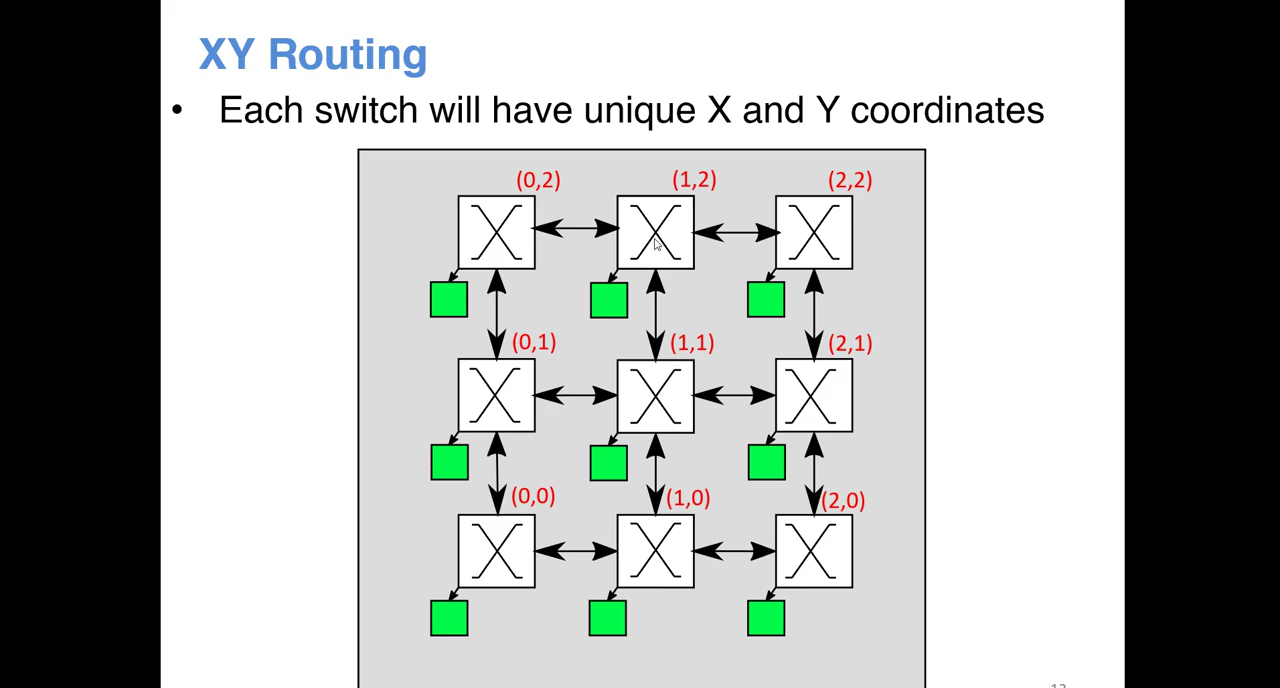 XY Routing
• Each switch will have unique X and Y coordinates
(0,2) (1,2) (2,2)
(0,1) (1,1) (2,1)
(0,0) (1,0) (2,0)